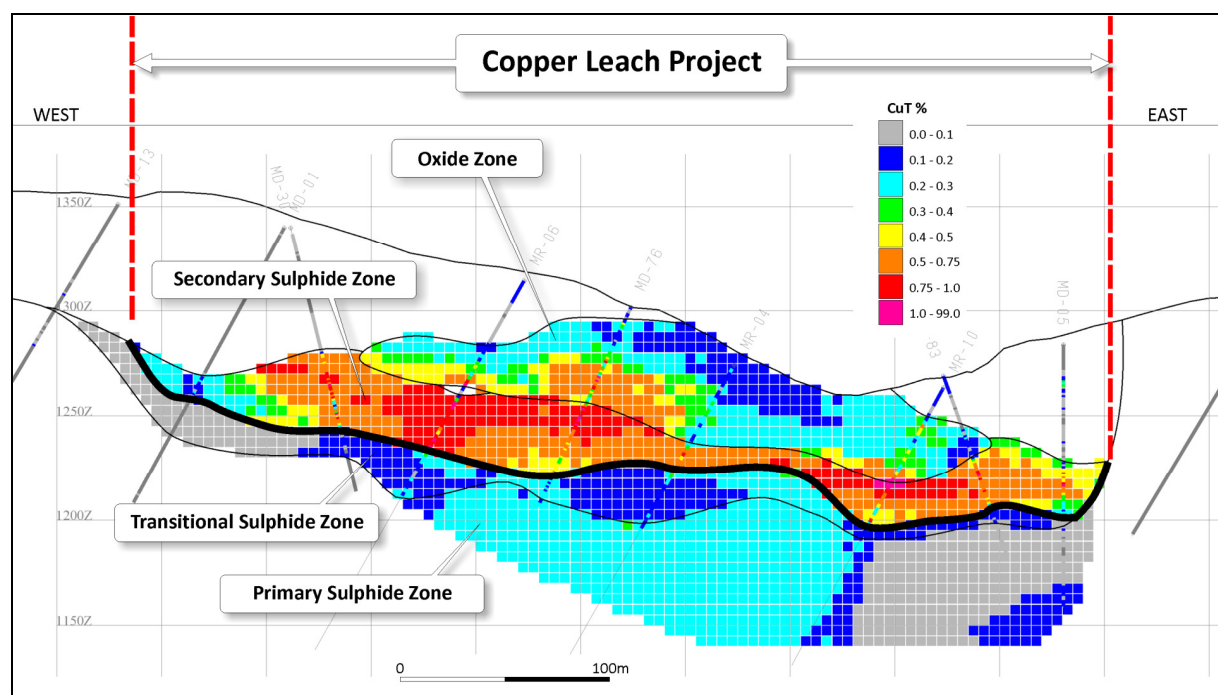 Copper Leach Project
WEST
EAST
CuT %
0.0 - 0.1
0.1 - 0.2
0.2 - 0.3
0.3 - 0.4
0.4 - 0.5
0.5 - 0.75
0.75 - 1.0
1.0 - 99.0
Oxide Zone
MD-01
1350Z
MR-06
Secondary Sulphide Zone
MD-76
MD-05
1300Z
MR-04
MR-10
83
1250Z
Transitional Sulphide Zone
1200Z
Primary Sulphide Zone
1150Z
0
100m